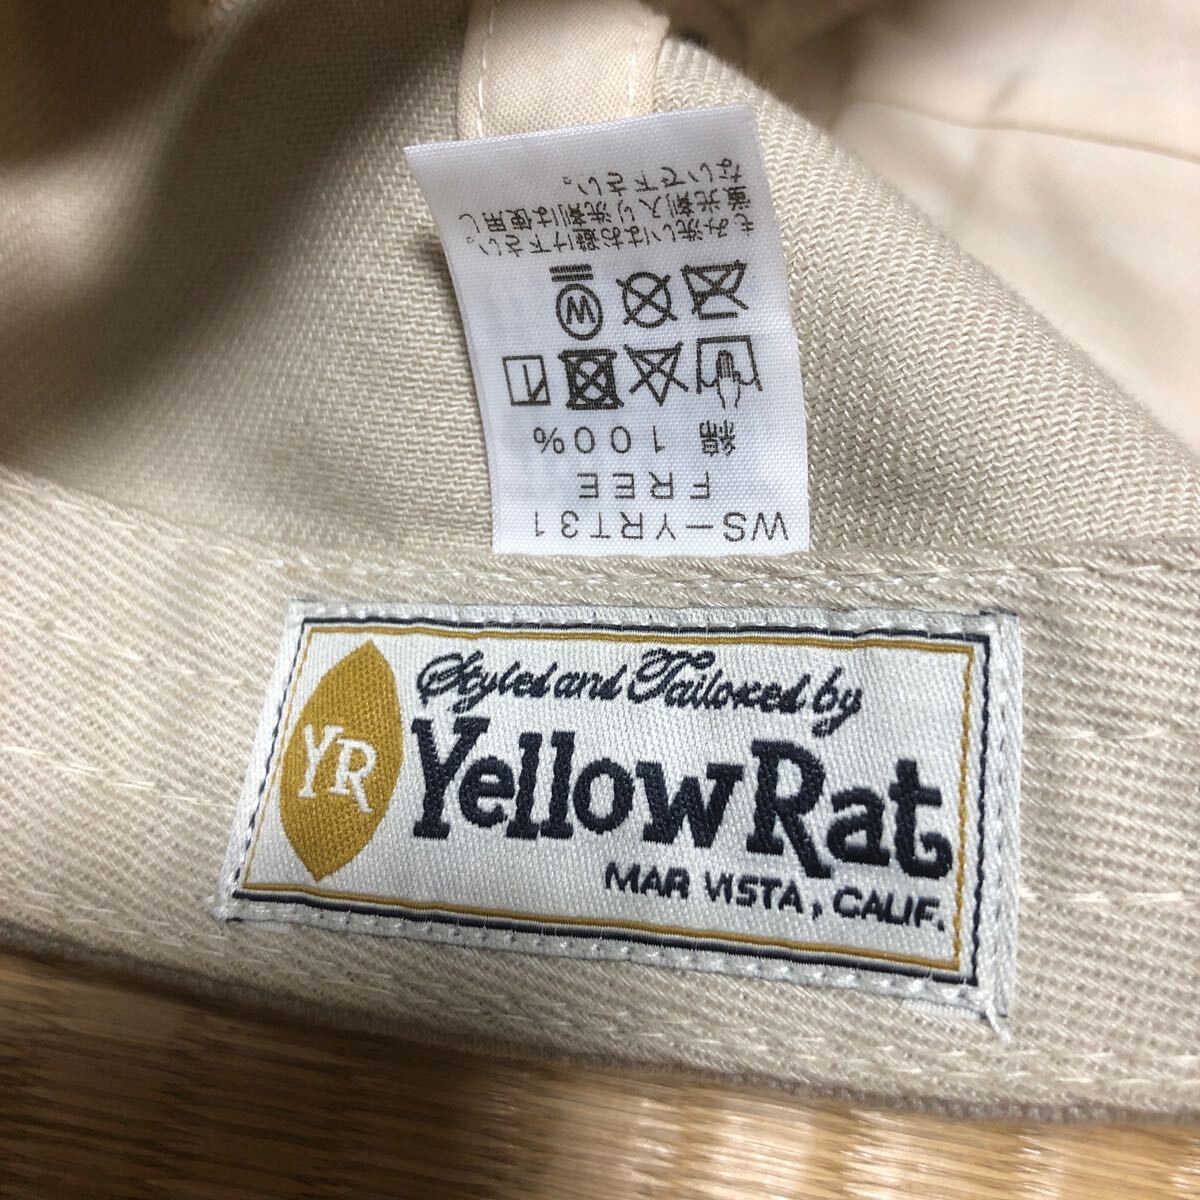 WS-YRT31
FREE
綿 100%
W
もみ洗いはお避け下さい。
蛍光剤入り洗剤は使用し
ないで下さい。
Styled and Tailored by
YR
YellowRat
MAR VISTA, CALIF.